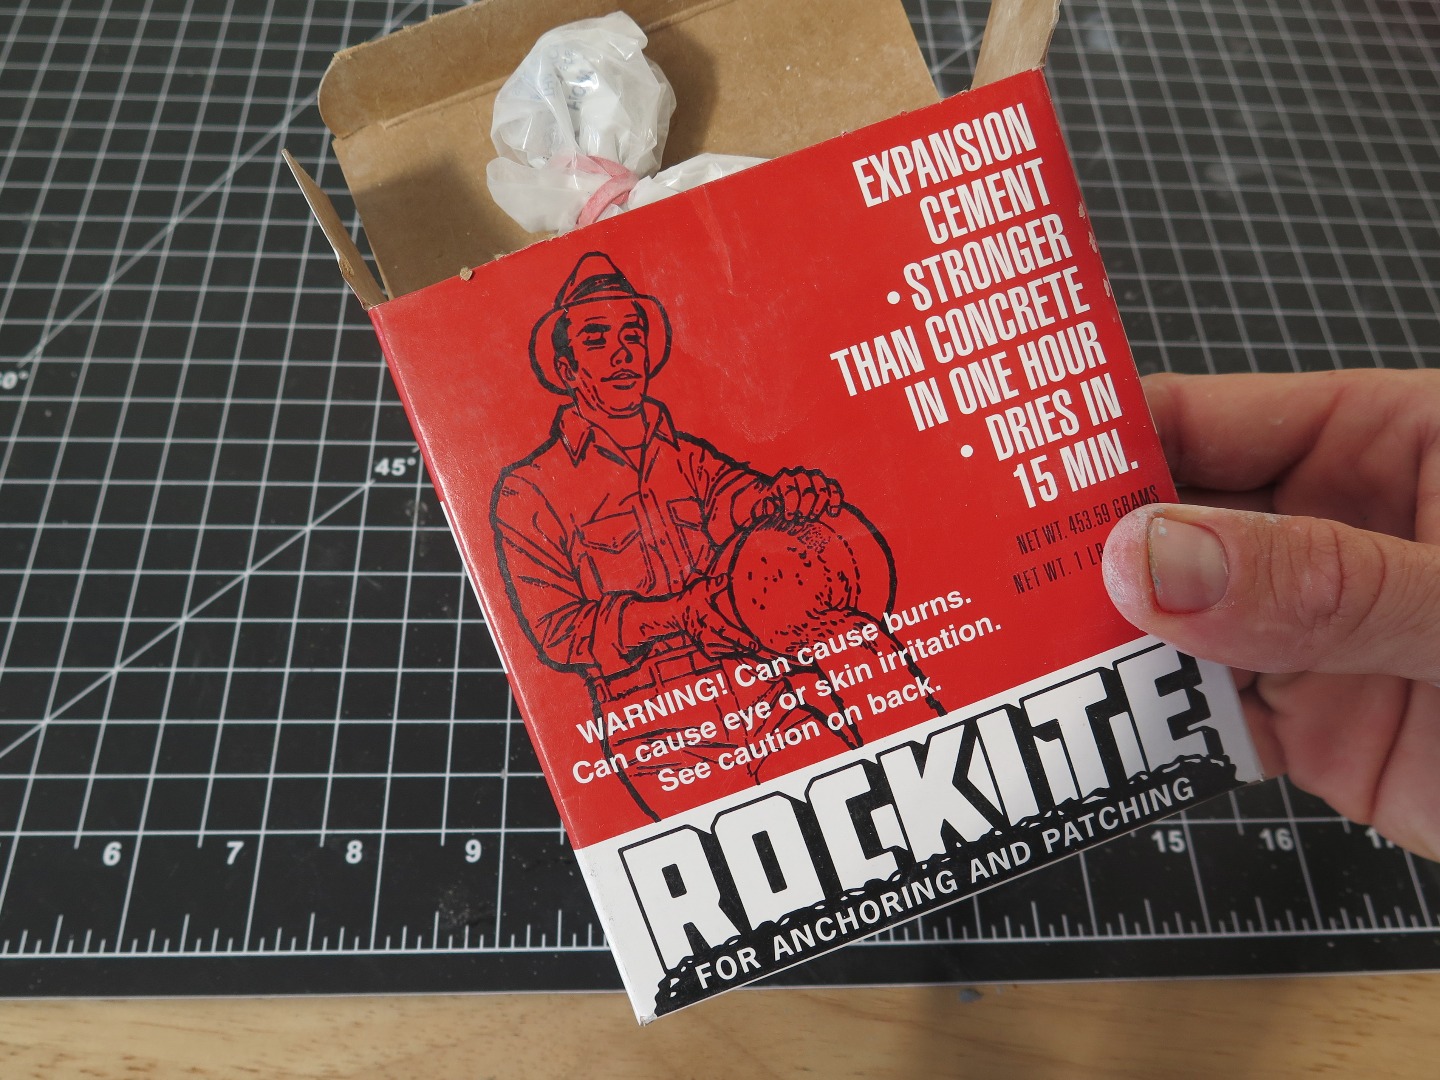 EXPANSION
CEMENT
• STRONGER
THAN CONCRETE
IN ONE HOUR
• DRIES IN
15 MIN.
NET WT. 453.59 GRAMS
NET WT. 1
WARNING! Can cause burns.
Can cause eye or skin irritation.
See caution on back.
ROCKITE
FOR ANCHORING AND PATCHING
45°
6 7 8 9 15 16